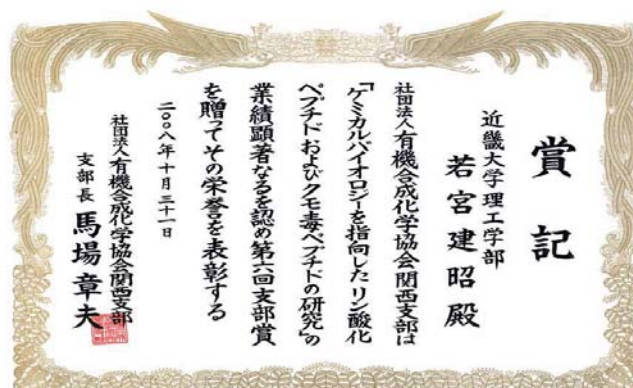 賞記
近畿大学理工学部
若宮建昭殿
社団法人有機合成化学協会関西支部は
「ケミカルバイオロジーを指向したリン酸化
ペプチドおよびクモ毒ペプチドの研究」の
業績顕著なるを認め第六回支部賞
を贈ってその栄誉を表彰する
二〇〇八年十月三十一日
社団法人有機合成化学協会関西支部
支部長 馬場章夫